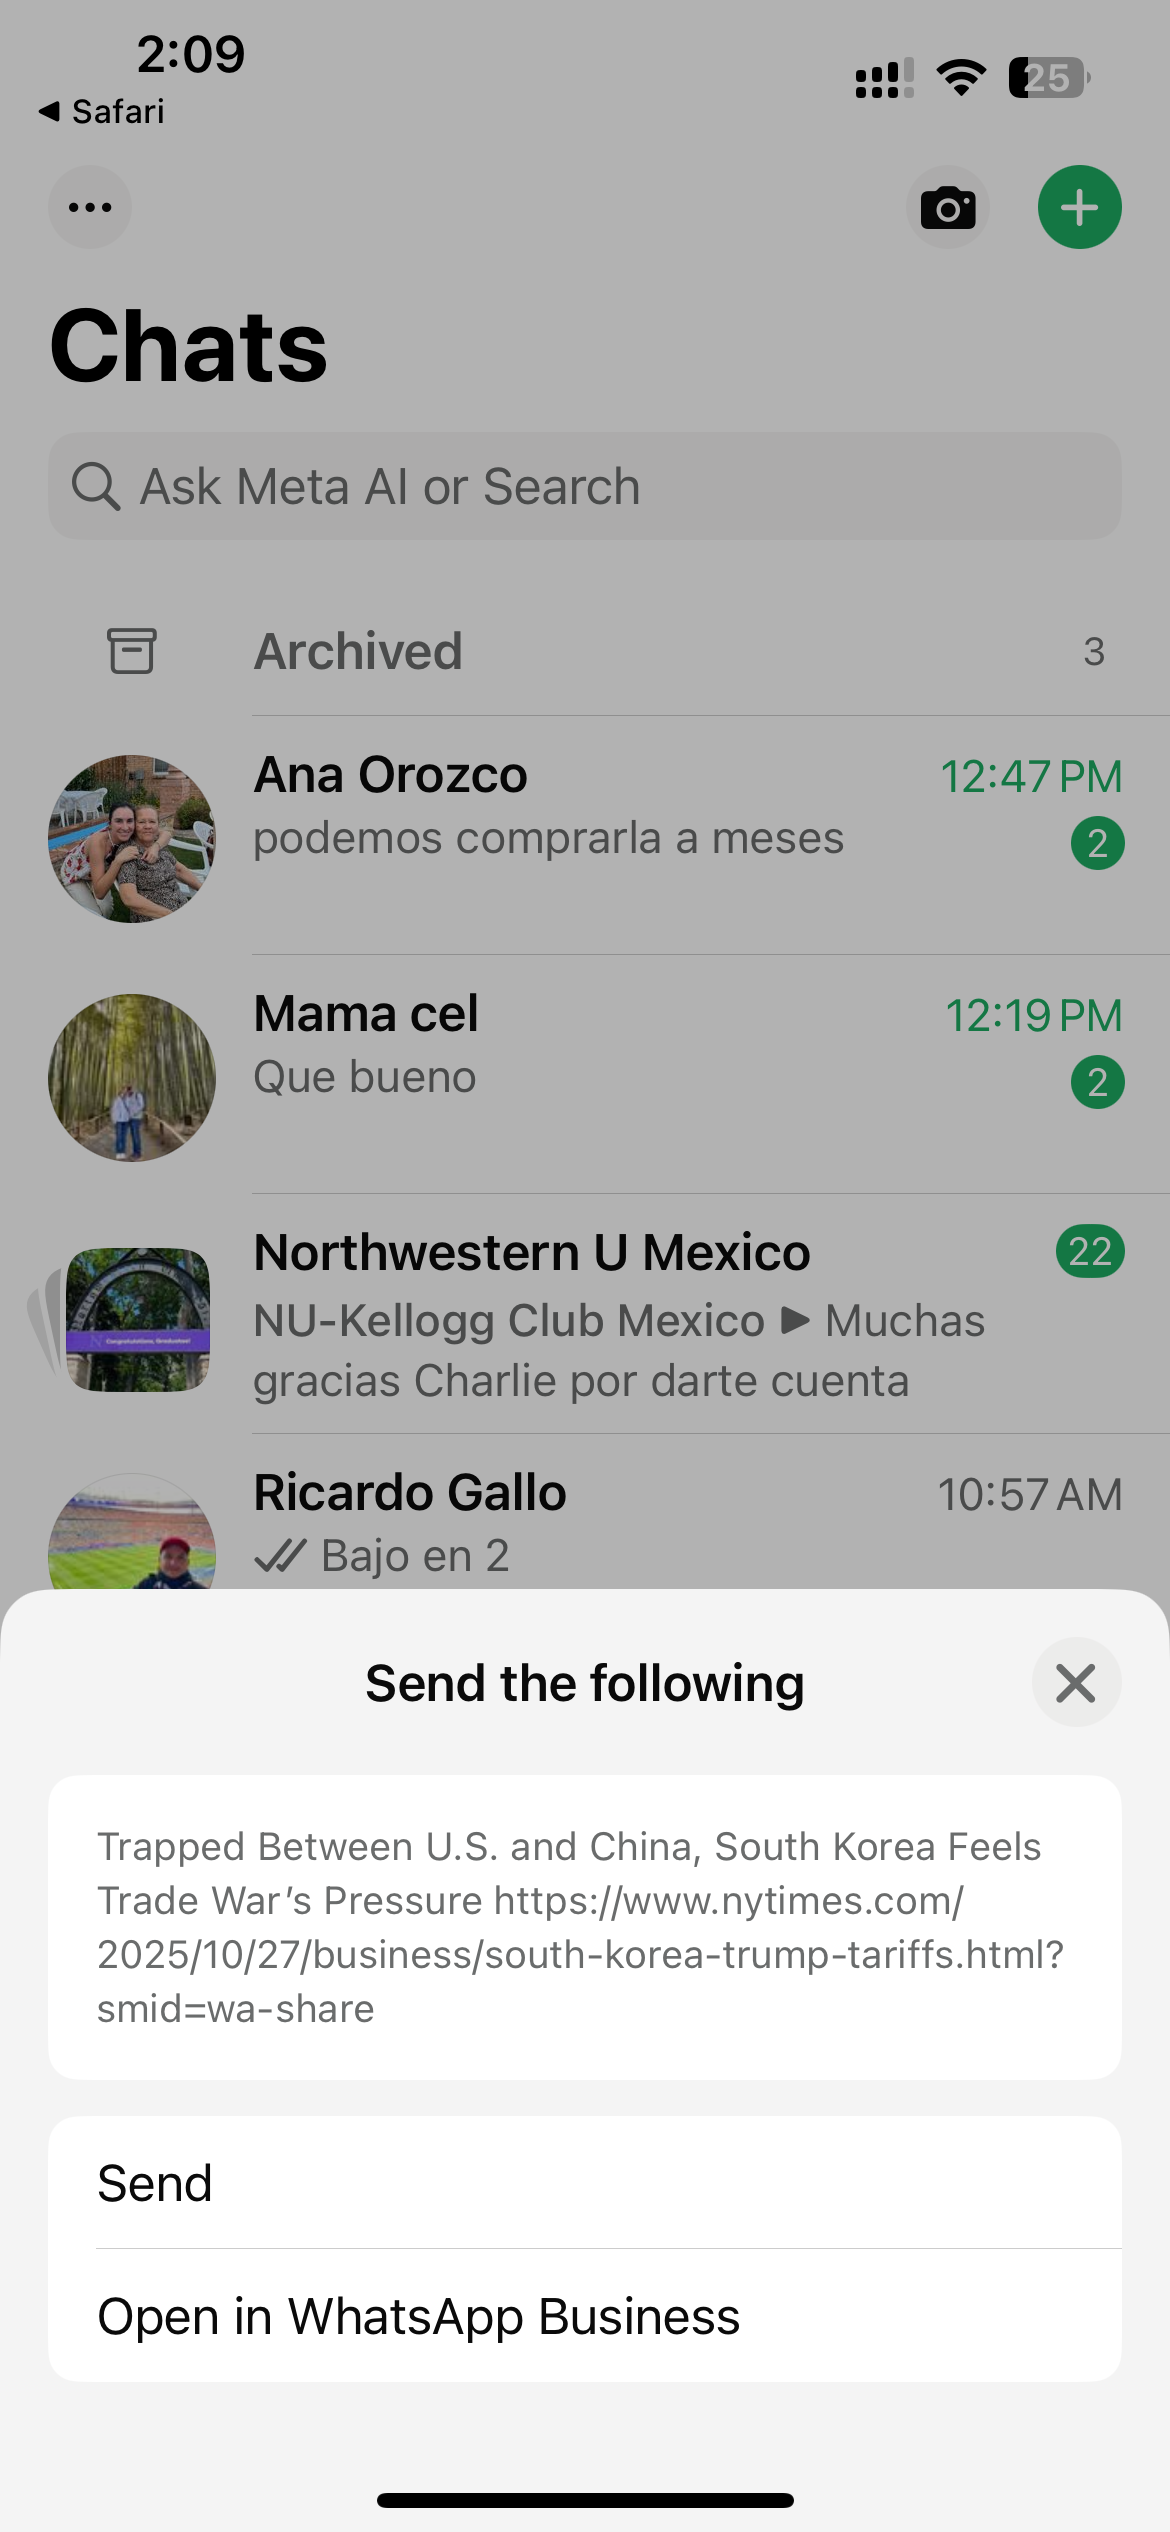 2:09
25
Safari
Chats
Ask Meta AI or Search
Archived
3
Ana Orozco
12:47 PM
podemos comprarla a meses
2
Mama cel
12:19 PM
Que bueno
2
Northwestern U Mexico
22
NU-Kellogg Club Mexico ▸ Muchas
gracias Charlie por darte cuenta
Congratulations, Graduates!
Ricardo Gallo
10:57 AM
Bajo en 2
Send the following
Trapped Between U.S. and China, South Korea Feels
Trade War’s Pressure https://www.nytimes.com/
2025/10/27/business/south-korea-trump-tariffs.html?
smid=wa-share
Send
Open in WhatsApp Business